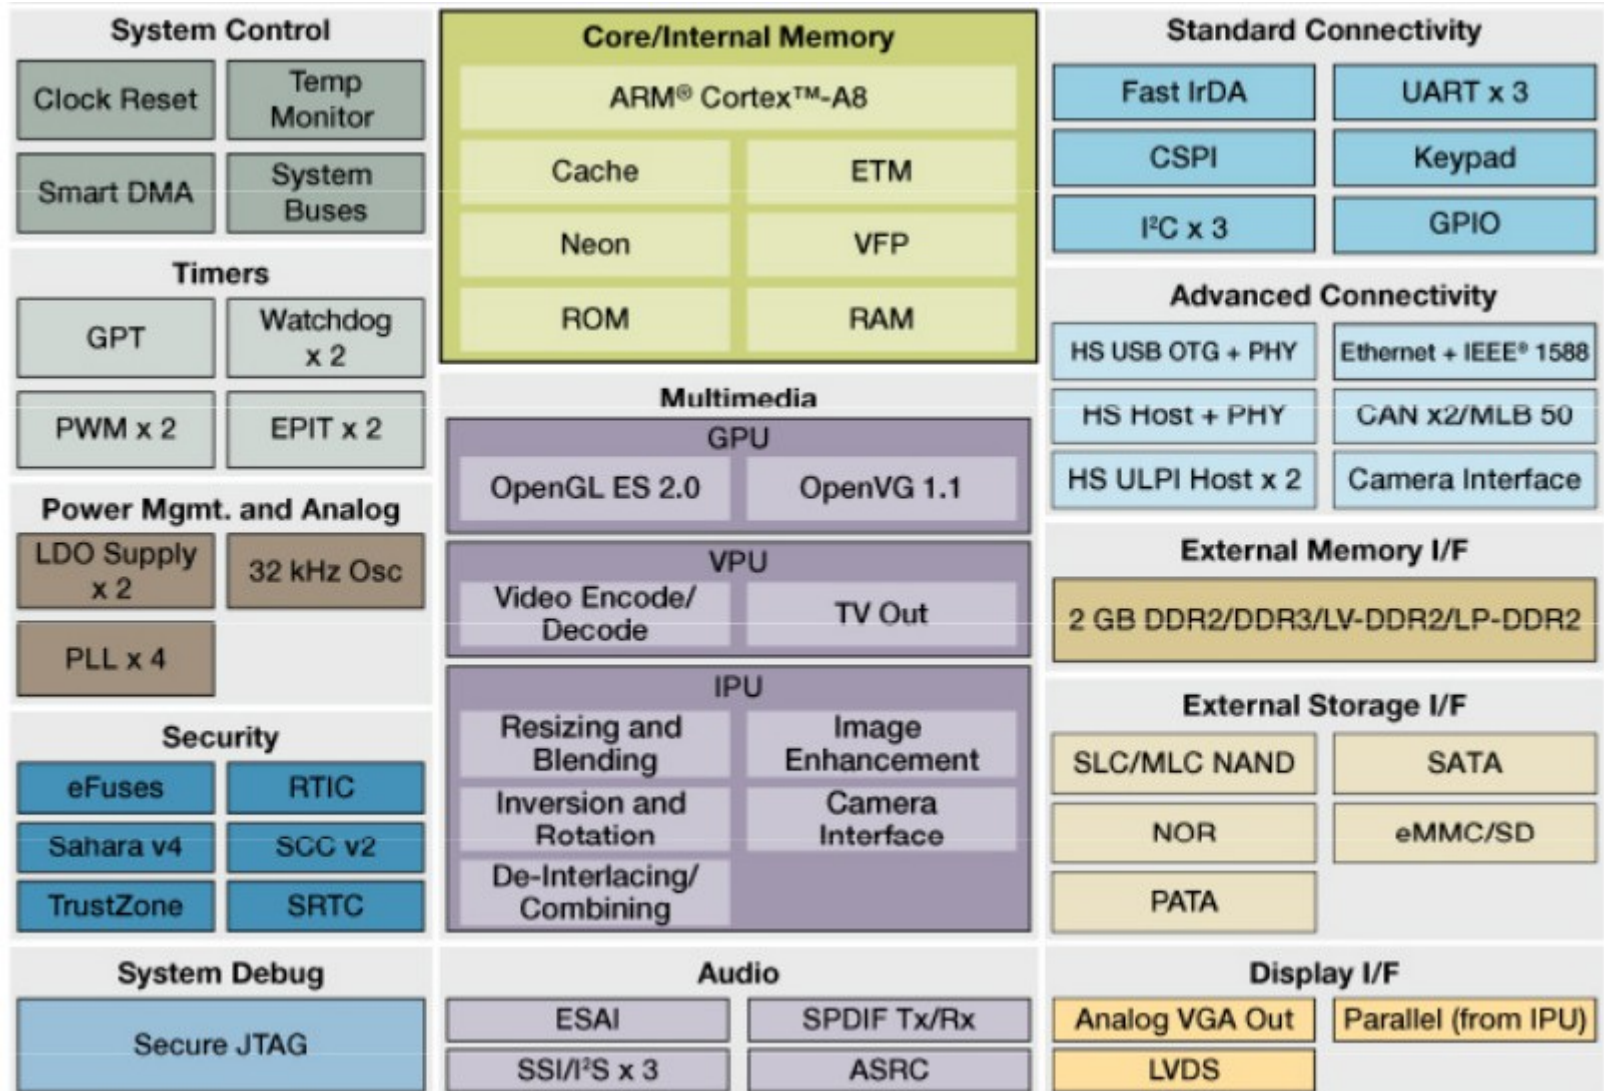 System Control
Clock Reset
Temp
Monitor
Smart DMA
System
Buses
Timers
GPT
Watchdog
x 2
PWM x 2
EPIT x 2
Power Mgmt. and Analog
LDO Supply
x 2
32 kHz Osc
PLL x 4
Security
eFuses
RTIC
Sahara v4
SCC v2
TrustZone
SRTC
System Debug
Secure JTAG
Core/Internal Memory
ARM® Cortex™-A8
Cache
ETM
Neon
VFP
ROM
RAM
Multimedia
GPU
OpenGL ES 2.0
OpenVG 1.1
VPU
Video Encode/
Decode
TV Out
IPU
Resizing and
Blending
Image
Enhancement
Inversion and
Rotation
Camera
Interface
De-Interlacing/
Combining
Audio
ESAI
SPDIF Tx/Rx
SSI/I²S x 3
ASRC
Standard Connectivity
Fast IrDA
UART x 3
CSPI
Keypad
I²C x 3
GPIO
Advanced Connectivity
HS USB OTG + PHY
Ethernet + IEEE® 1588
HS Host + PHY
CAN x2/MLB 50
HS ULPI Host x 2
Camera Interface
External Memory I/F
2 GB DDR2/DDR3/LV-DDR2/LP-DDR2
External Storage I/F
SLC/MLC NAND
SATA
NOR
eMMC/SD
PATA
Display I/F
Analog VGA Out
Parallel (from IPU)
LVDS